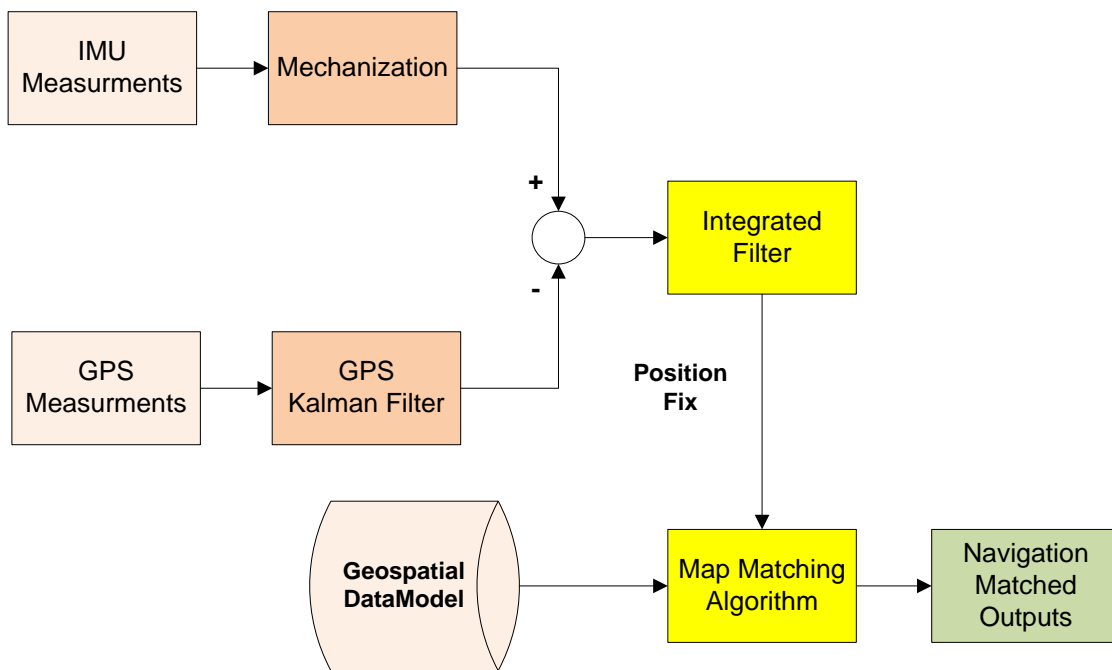 IMU
Measurments
Mechanization
+
Integrated
Filter
-
GPS
Measurments
GPS
Kalman Filter
Position
Fix
Geospatial
DataModel
Map Matching
Algorithm
Navigation
Matched
Outputs